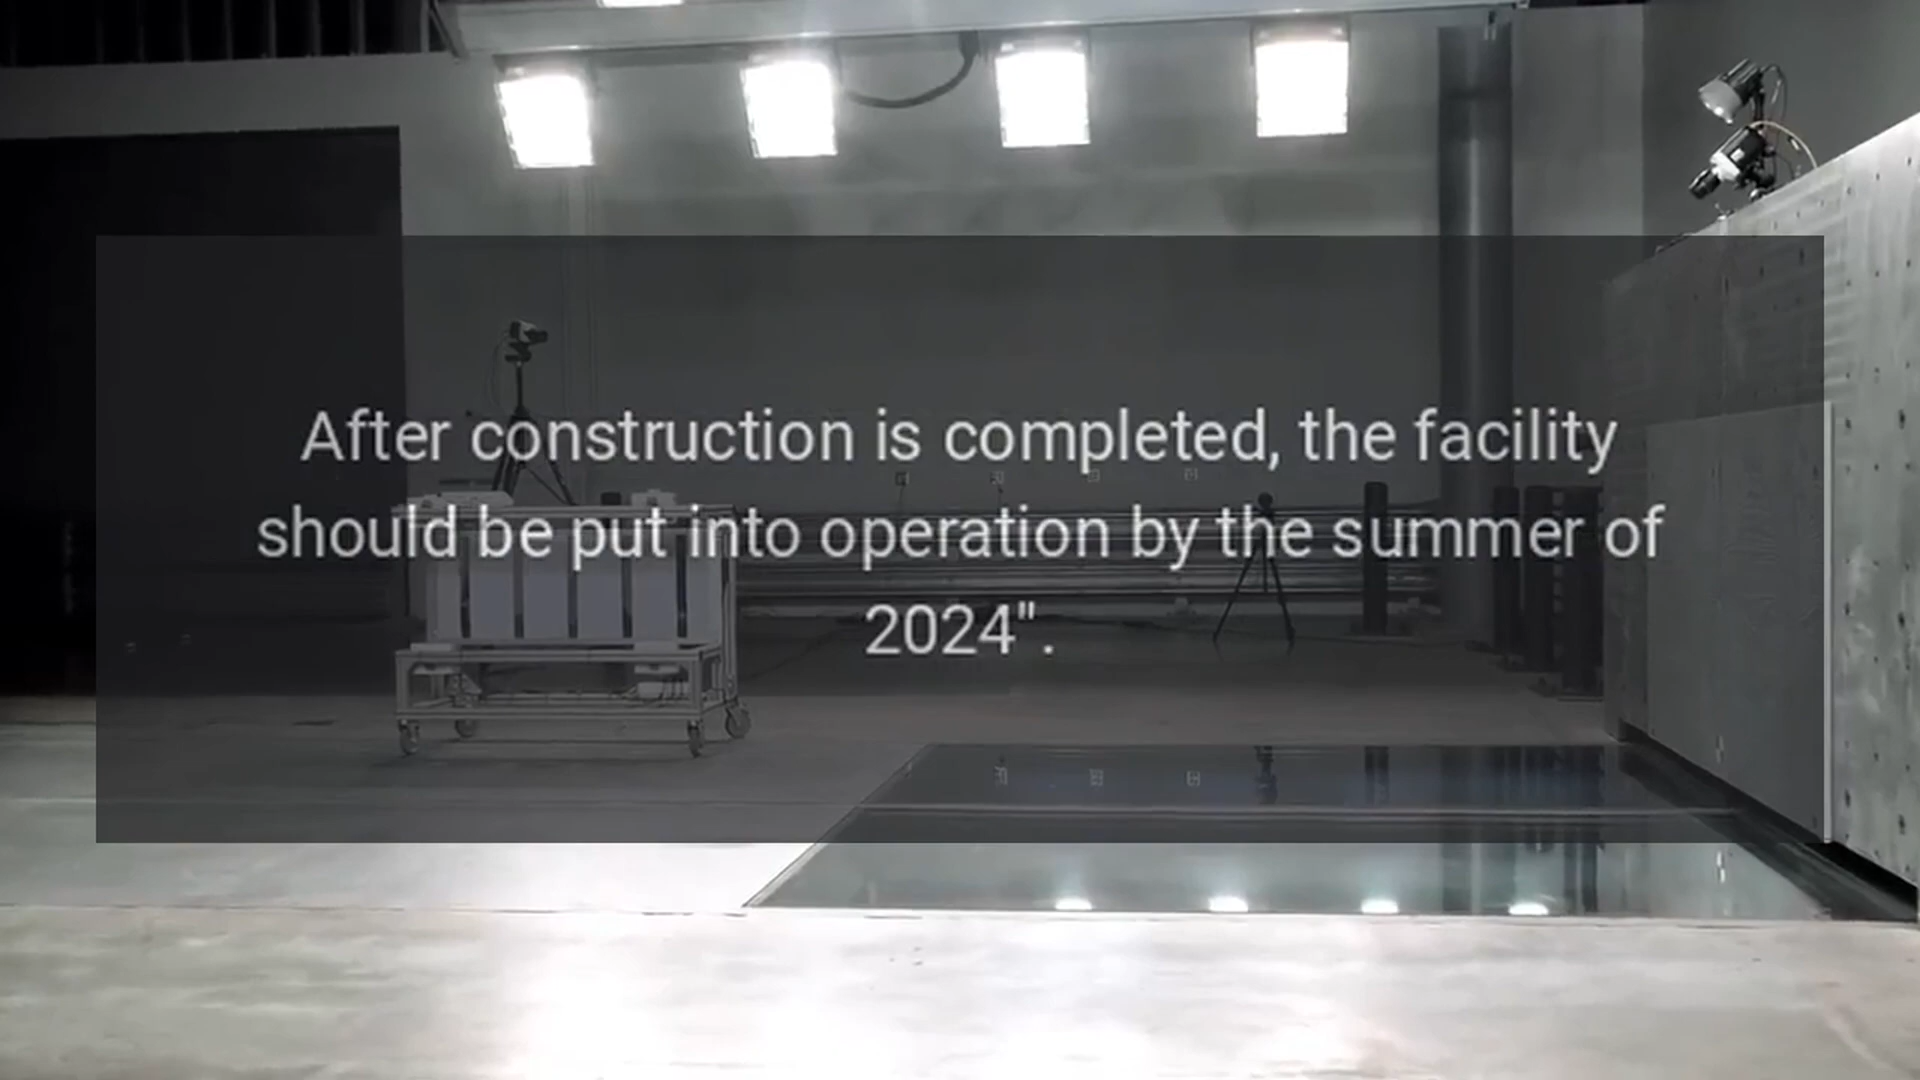 After construction is completed, the facility
should be put into operation by the summer of
2024".